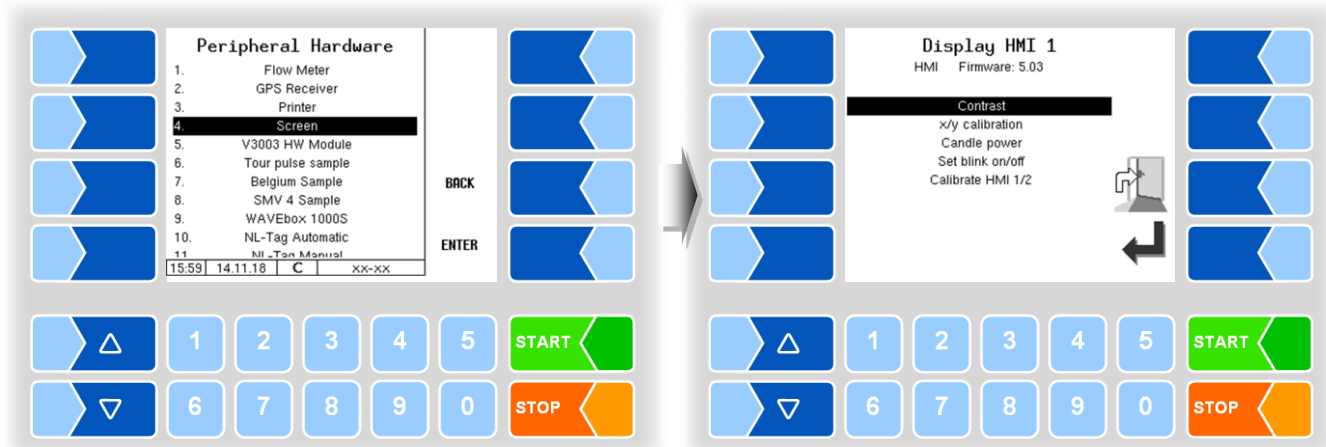 Peripheral Hardware
1. Flow Meter
2. GPS Receiver
3. Printer
4. Screen
5. V3003 HW Module
6. Tour pulse sample
7. Belgium Sample
8. SMV 4 Sample
9. WAVEbox 1000S
10. NL-Tag Automatic
11. NL-Tag Manual
BACK
ENTER
15:59 14.11.18 C xx-xx
1 2 3 4 5 START
6 7 8 9 0 STOP
Display HMI 1
HMI Firmware: 5.03
Contrast
x/y calibration
Candle power
Set blink on/off
Calibrate HMI 1/2
1 2 3 4 5 START
6 7 8 9 0 STOP